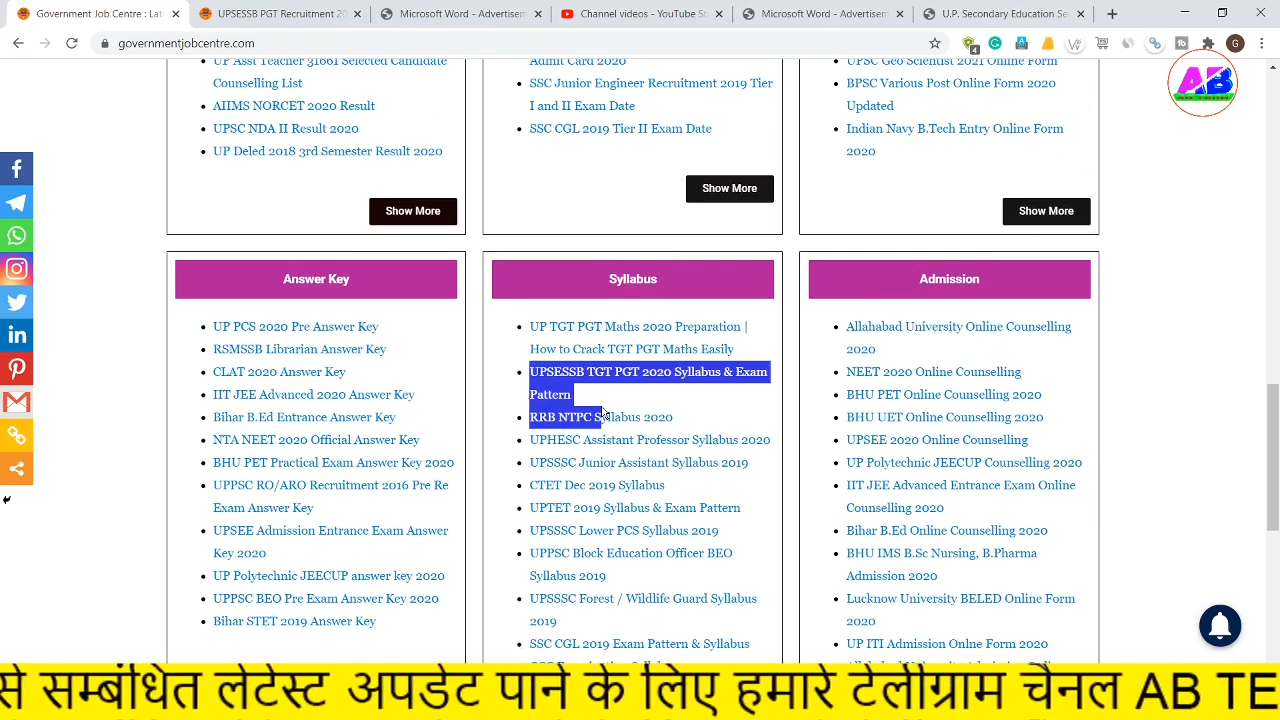 Government Job Centre : Late
UPSESSB PGT Recruitment 20
Microsoft Word - Advertisement
Channel videos - YouTube St
Microsoft Word - Advertisem
U.P. Secondary Education Ser
governmentjobcentre.com
4
G
AB
UP Asst Teacher 31661 Selected Candidate
Counselling List
AIIMS NORCET 2020 Result
UPSC NDA II Result 2020
UP Deled 2018 3rd Semester Result 2020
Show More
Admit Card 2020
SSC Junior Engineer Recruitment 2019 Tier
I and II Exam Date
SSC CGL 2019 Tier II Exam Date
Show More
UPSC Geo Scientist 2021 Online Form
BPSC Various Post Online Form 2020
Updated
Indian Navy B.Tech Entry Online Form
2020
Show More
Answer Key
UP PCS 2020 Pre Answer Key
RSMSSB Librarian Answer Key
CLAT 2020 Answer Key
IIT JEE Advanced 2020 Answer Key
Bihar B.Ed Entrance Answer Key
NTA NEET 2020 Official Answer Key
BHU PET Practical Exam Answer Key 2020
UPPSC RO/ARO Recruitment 2016 Pre Re
Exam Answer Key
UPSEE Admission Entrance Exam Answer
Key 2020
UP Polytechnic JEECUP answer key 2020
UPPSC BEO Pre Exam Answer Key 2020
Bihar STET 2019 Answer Key
Syllabus
UP TGT PGT Maths 2020 Preparation |
How to Crack TGT PGT Maths Easily
UPSESSB TGT PGT 2020 Syllabus & Exam
Pattern
RRB NTPC Syllabus 2020
UPHESC Assistant Professor Syllabus 2020
UPSSSC Junior Assistant Syllabus 2019
CTET Dec 2019 Syllabus
UPTET 2019 Syllabus & Exam Pattern
UPSSSC Lower PCS Syllabus 2019
UPPSC Block Education Officer BEO
Syllabus 2019
UPSSSC Forest / Wildlife Guard Syllabus
2019
SSC CGL 2019 Exam Pattern & Syllabus
Admission
Allahabad University Online Counselling
2020
NEET 2020 Online Counselling
BHU PET 2020 Online Counselling
BHU UET Online Counselling 2020
UPSEE 2020 Online Counselling
UP Polytechnic JEECUP Counselling 2020
IIT JEE Advanced Entrance Exam Online
Counselling 2020
Bihar B.Ed Online Counselling 2020
BHU IMS B.Sc Nursing, B.Pharma
Admission 2020
Lucknow University BELED Online Form
2020
UP ITI Admission Onlne Form 2020
से सम्बंधित लेटेस्ट अपडेट पाने के लिए हमारे टेलीग्राम चैनल AB TE